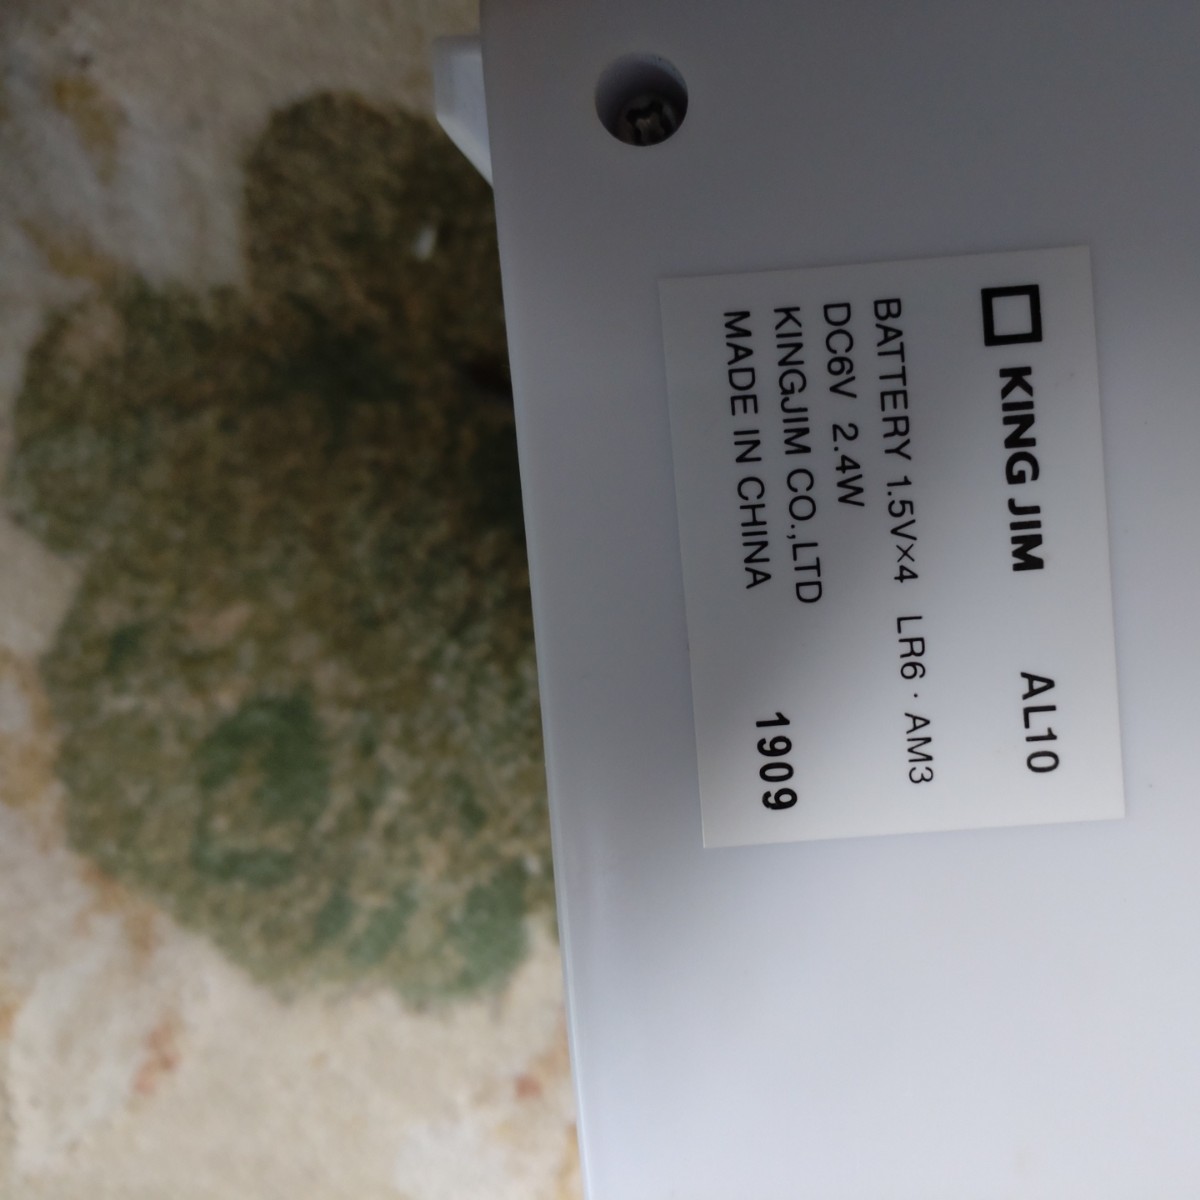 KING JIM AL10
BATTERY 1.5V×4 LR6・AM3
DC6V 2.4W
KINGJIM CO.,LTD
MADE IN CHINA 1909